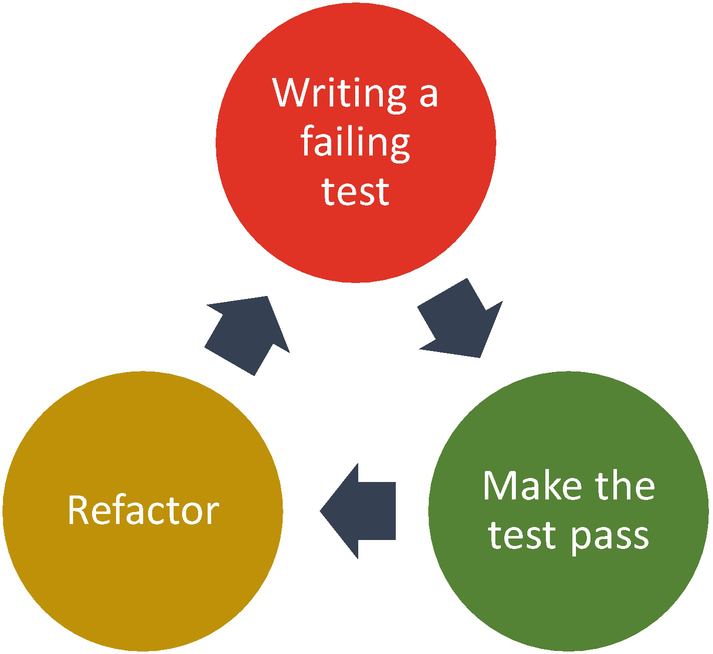 Writing a
failing
test
Refactor
Make the
test pass